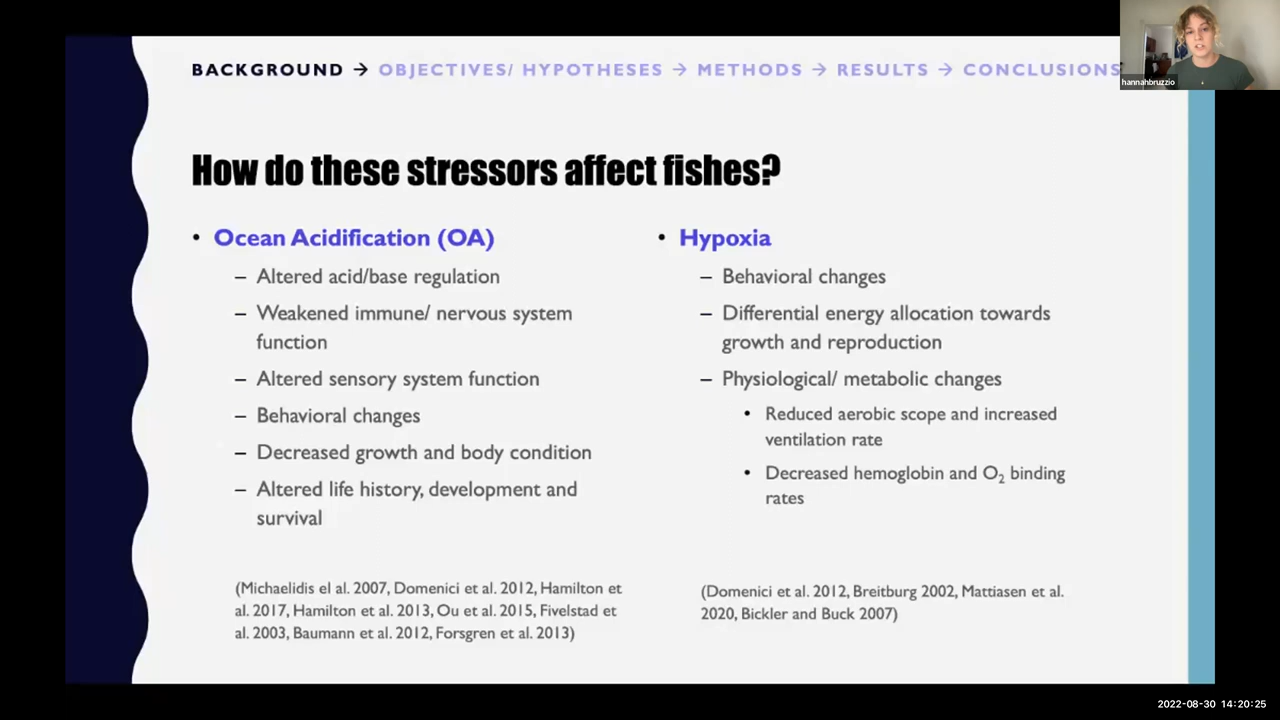 BACKGROUND → OBJECTIVES/ HYPOTHESES → METHODS → RESULTS → CONCLUSIONS
hannahbruzzio
How do these stressors affect fishes?
• Ocean Acidification (OA)
– Altered acid/base regulation
– Weakened immune/ nervous system
function
– Altered sensory system function
– Behavioral changes
– Decreased growth and body condition
– Altered life history, development and
survival
(Michaelidis el al. 2007, Domenici et al. 2012, Hamilton et
al. 2017, Hamilton et al. 2013, Ou et al. 2015, Fivelstad et
al. 2003, Baumann et al. 2012, Forsgren et al. 2013)
• Hypoxia
– Behavioral changes
– Differential energy allocation towards
growth and reproduction
– Physiological/ metabolic changes
• Reduced aerobic scope and increased
ventilation rate
• Decreased hemoglobin and O₂ binding
rates
(Domenici et al. 2012, Breitburg 2002, Mattiasen et al.
2020, Bickler and Buck 2007)
2022-08-30 14:20:25